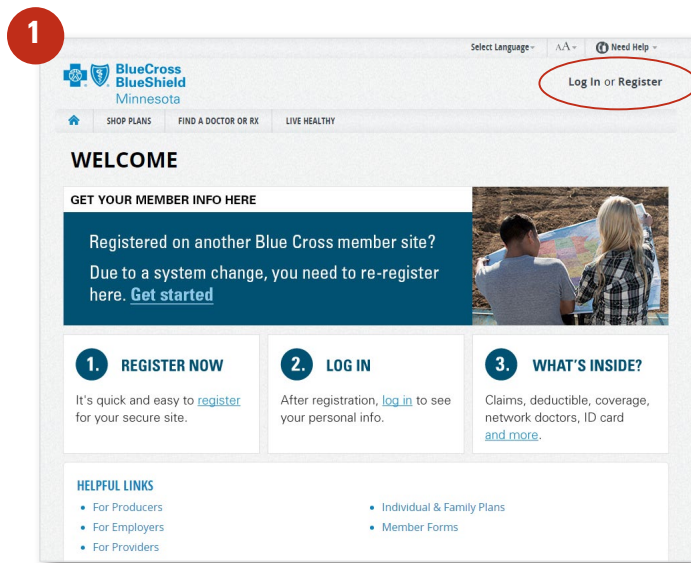 1
Select Language AA Need Help
BlueCross
BlueShield
Minnesota
Log In or Register
SHOP PLANS FIND A DOCTOR OR RX LIVE HEALTHY
WELCOME
GET YOUR MEMBER INFO HERE
Registered on another Blue Cross member site?
Due to a system change, you need to re-register
here. Get started
1. REGISTER NOW
It's quick and easy to register
for your secure site.
2. LOG IN
After registration, log in to see
your personal info.
3. WHAT'S INSIDE?
Claims, deductible, coverage,
network doctors, ID card
and more.
HELPFUL LINKS
• For Producers
• For Employers
• For Providers
• Individual & Family Plans
• Member Forms